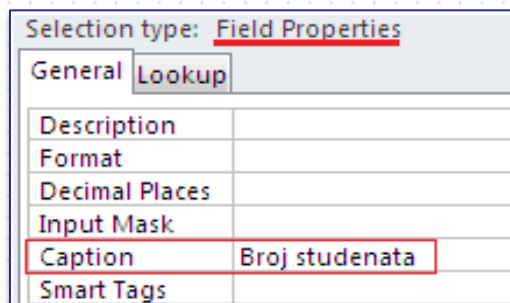 Selection type: Field Properties
General Lookup
Description
Format
Decimal Places
Input Mask
Caption Broj studenata
Smart Tags